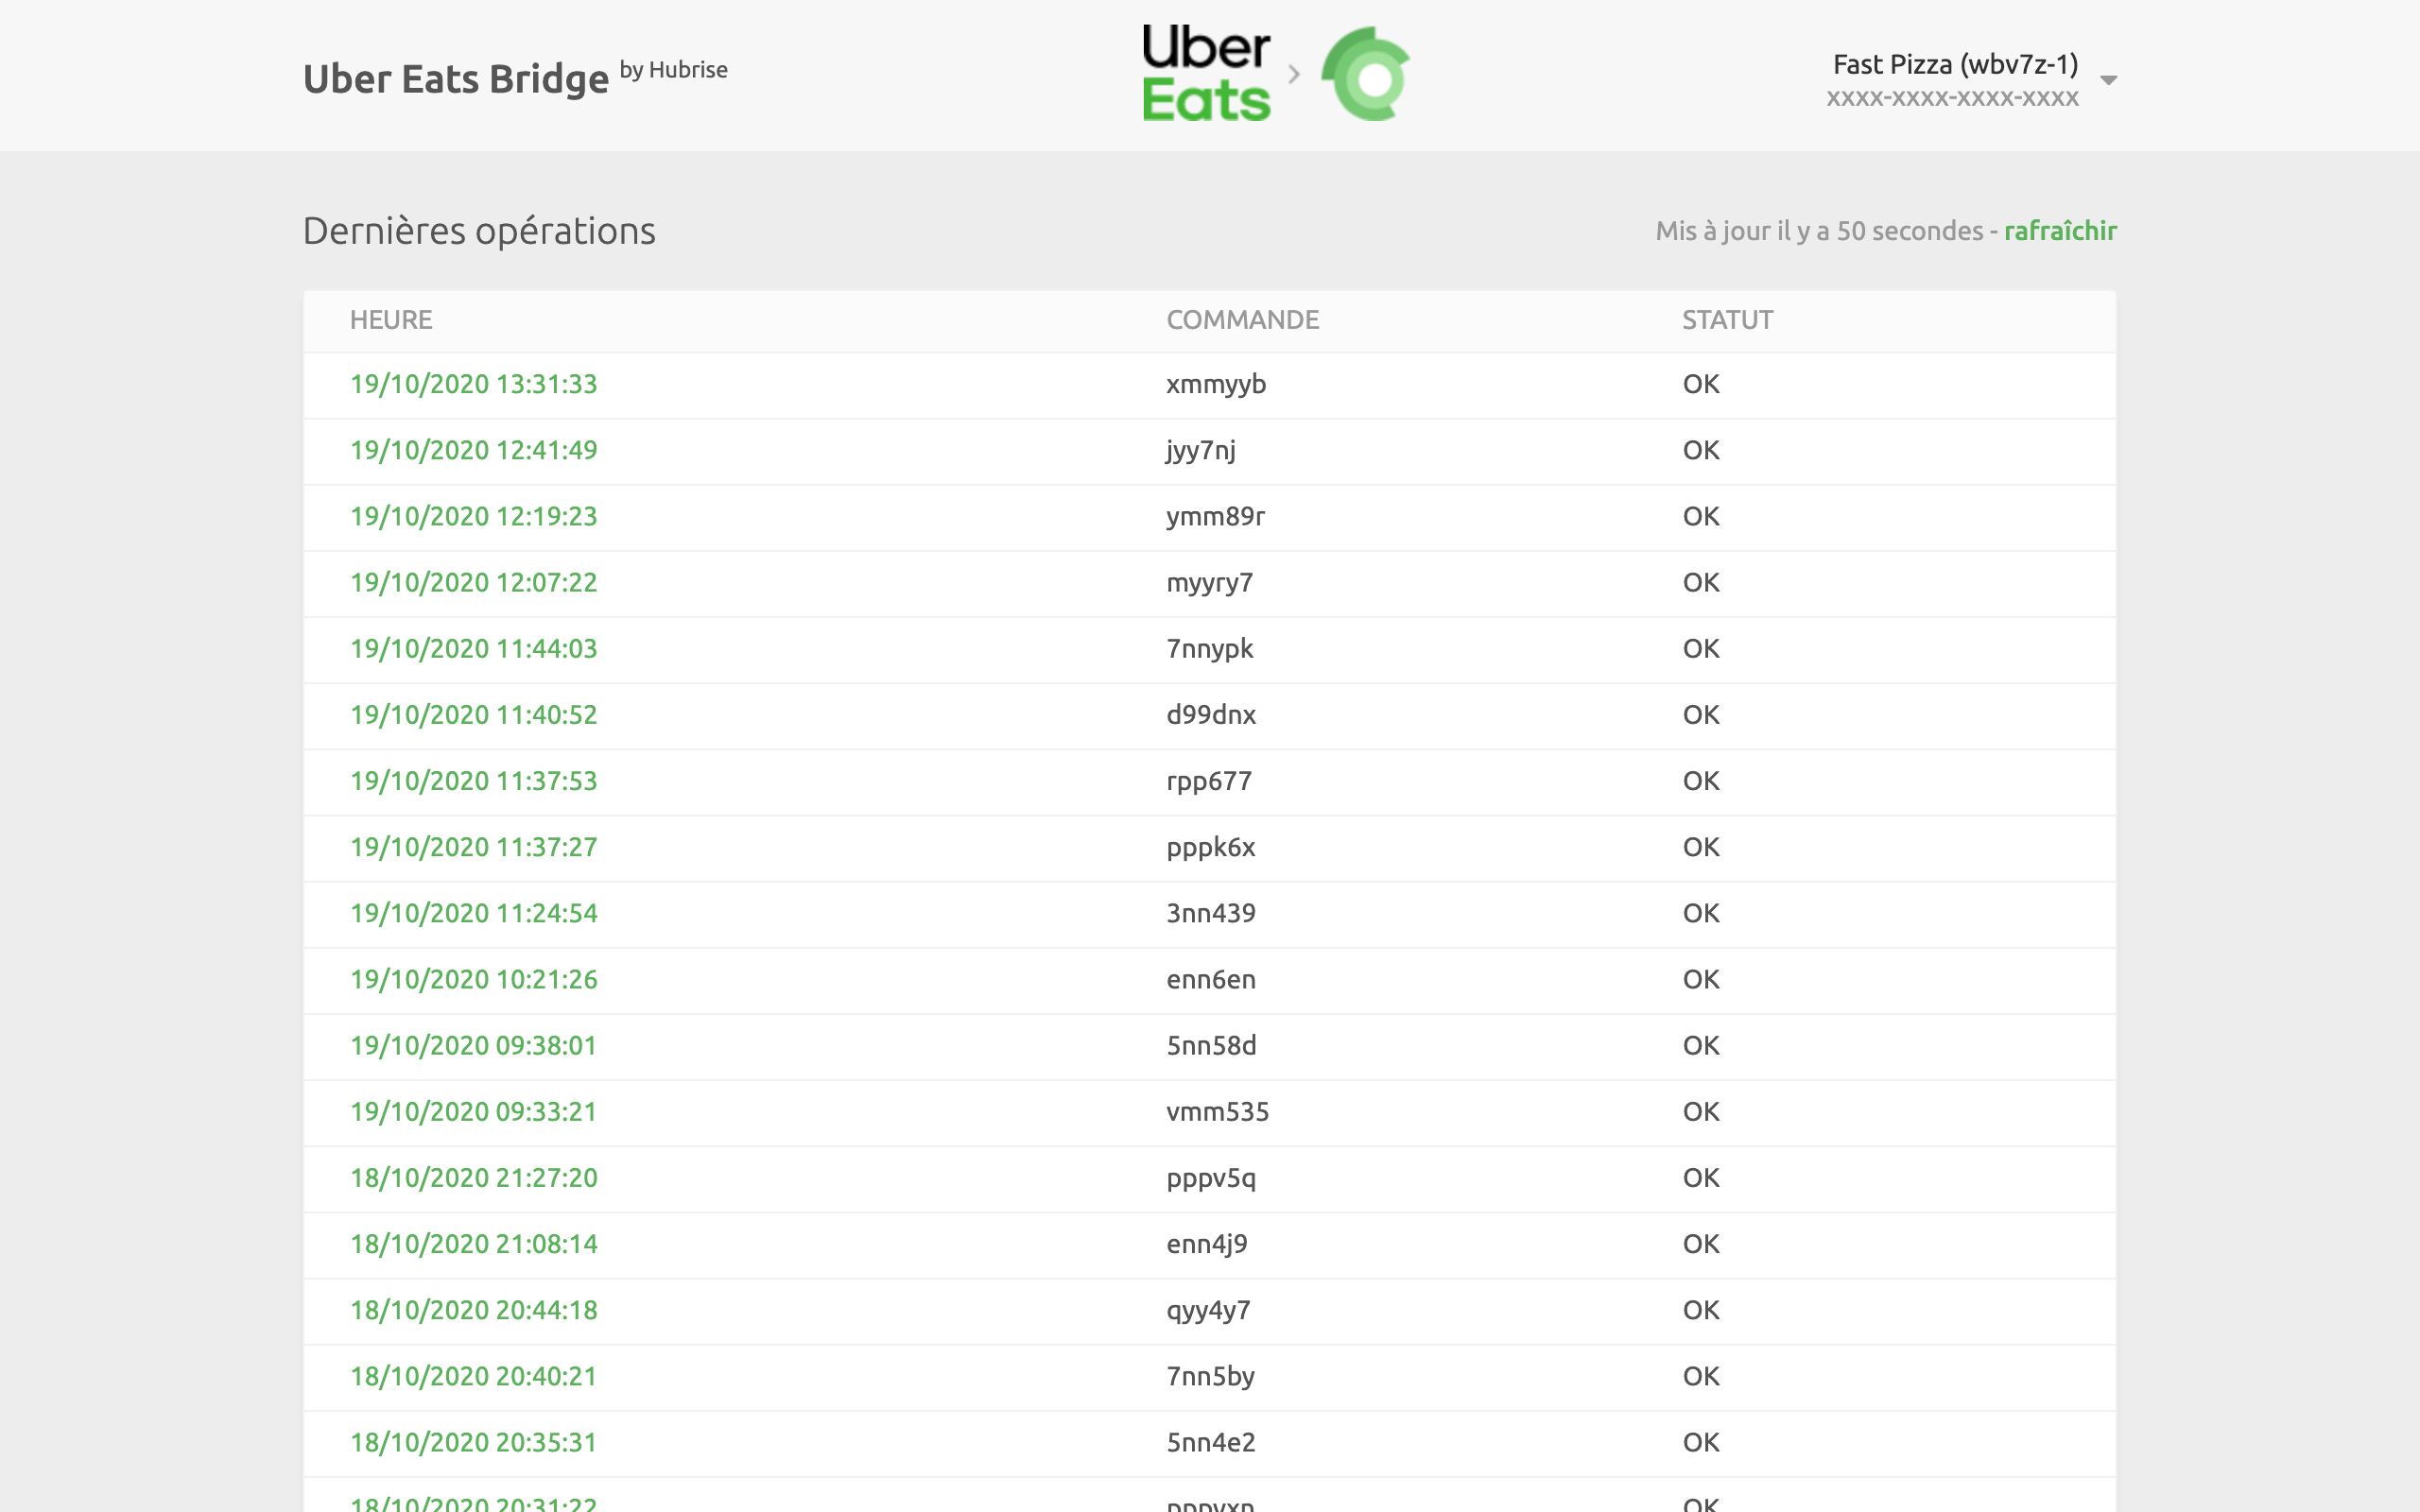 Uber Eats Bridge by Hubrise
Uber
Eats
Fast Pizza (wbv7z-1)
xxxx-xxxx-xxxx-xxxx
Dernières opérations
Mis à jour il y a 50 secondes - rafraîchir
HEURE COMMANDE STATUT
19/10/2020 13:31:33 xmmyyb OK
19/10/2020 12:41:49 jyy7nj OK
19/10/2020 12:19:23 ymm89r OK
19/10/2020 12:07:22 myyry7 OK
19/10/2020 11:44:03 7nnypk OK
19/10/2020 11:40:52 d99dnx OK
19/10/2020 11:37:53 rpp677 OK
19/10/2020 11:37:27 pppk6x OK
19/10/2020 11:24:54 3nn439 OK
19/10/2020 10:21:26 enn6en OK
19/10/2020 09:38:01 5nn58d OK
19/10/2020 09:33:21 vmm535 OK
18/10/2020 21:27:20 pppv5q OK
18/10/2020 21:08:14 enn4j9 OK
18/10/2020 20:44:18 qyy4y7 OK
18/10/2020 20:40:21 7nn5by OK
18/10/2020 20:35:31 5nn4e2 OK
18/10/2020 20:31:22 OK